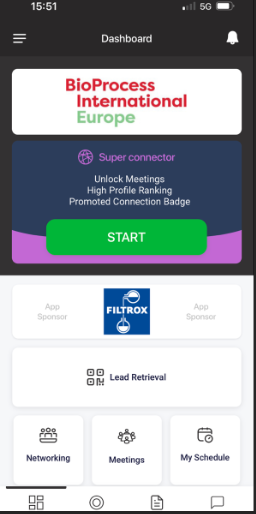 15:51
5G
Dashboard
BioProcess
International
Europe
Super connector
Unlock Meetings
High Profile Ranking
Promoted Connection Badge
START
App
Sponsor
FILTROX
App
Sponsor
Lead Retrieval
Networking
Meetings
My Schedule